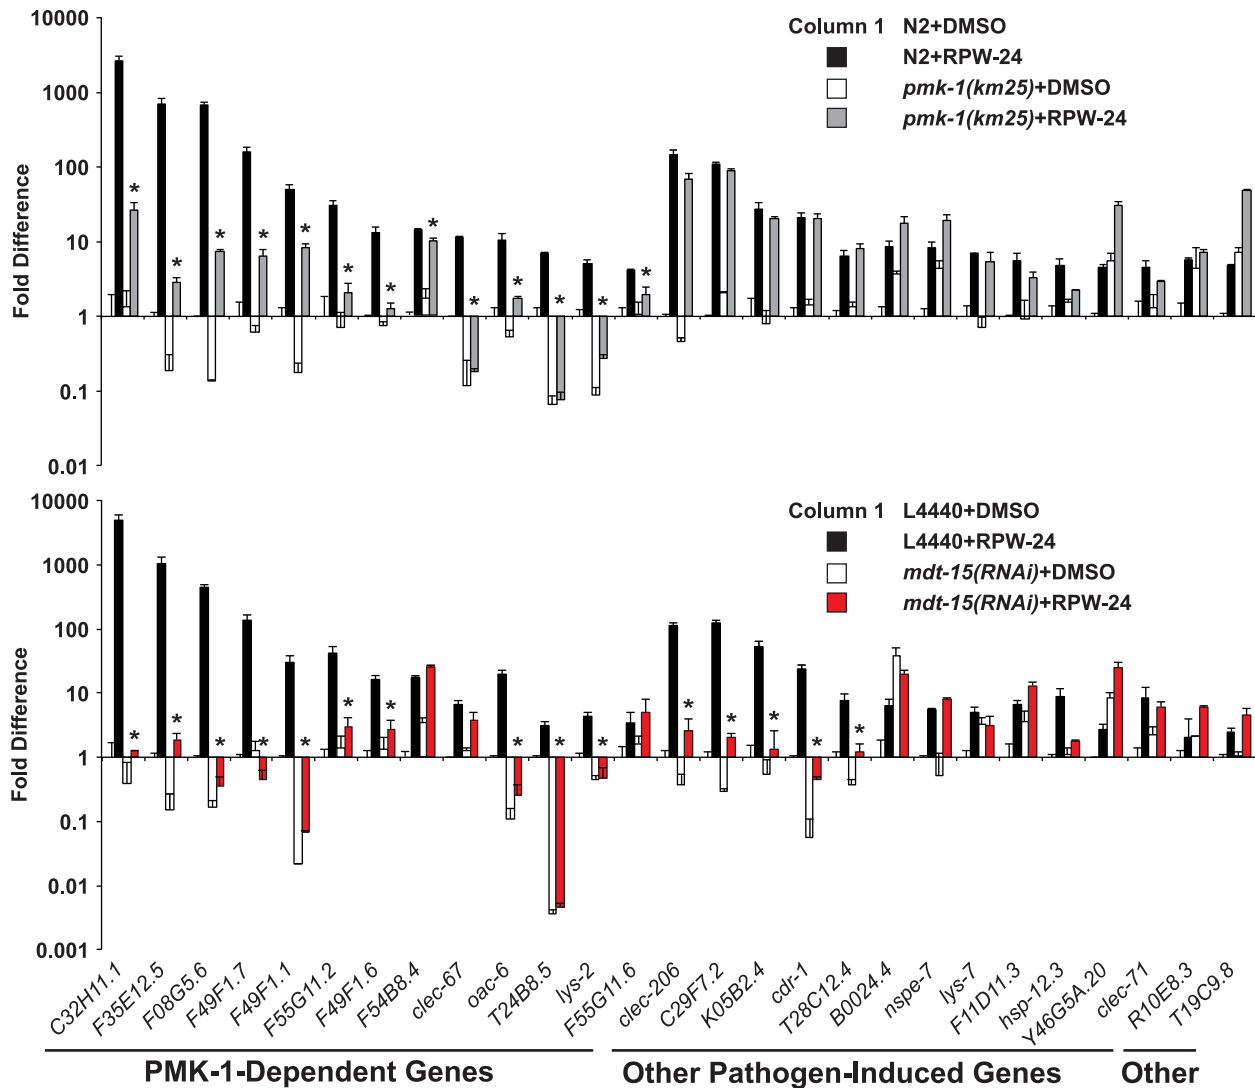 10000
1000
100
10
1
0.1
0.01
Fold Difference
Column 1 N2+DMSO
N2+RPW-24
pmk-1(km25)+DMSO
pmk-1(km25)+RPW-24
* * * * * * * * * * * * *
10000
1000
100
10
1
0.1
0.01
0.001
Fold Difference
Column 1 L4440+DMSO
L4440+RPW-24
mdt-15(RNAi)+DMSO
mdt-15(RNAi)+RPW-24
* * * * * * * * * * * * * * *
C32H11.1
F35E12.5
F08G5.6
F49F1.7
F49F1.1
F55G11.2
F49F1.6
F54B8.4
clec-67
oac-6
T24B8.5
lys-2
F55G11.6
clec-206
C29F7.2
K05B2.4
cdr-1
T28C12.4
B0024.4
nspe-7
lys-7
F11D11.3
hsp-12.3
Y46G5A.20
clec-71
R10E8.3
T19C9.8
PMK-1-Dependent Genes
Other Pathogen-Induced Genes
Other